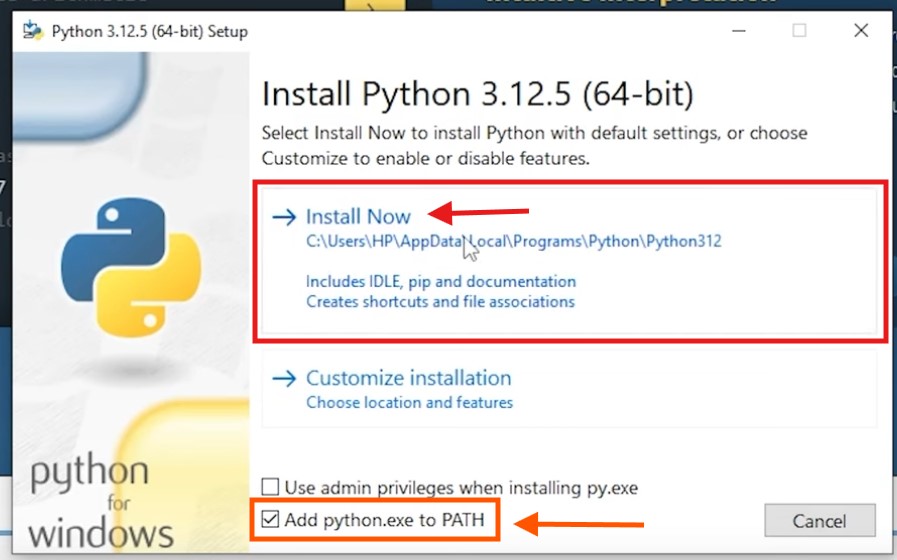 Python 3.12.5 (64-bit) Setup
Install Python 3.12.5 (64-bit)
Select Install Now to install Python with default settings, or choose
Customize to enable or disable features.
Install Now
C:\Users\HP\AppData\Local\Programs\Python\Python312
Includes IDLE, pip and documentation
Creates shortcuts and file associations
Customize installation
Choose location and features
python
for
windows
Use admin privileges when installing py.exe
Add python.exe to PATH
Cancel